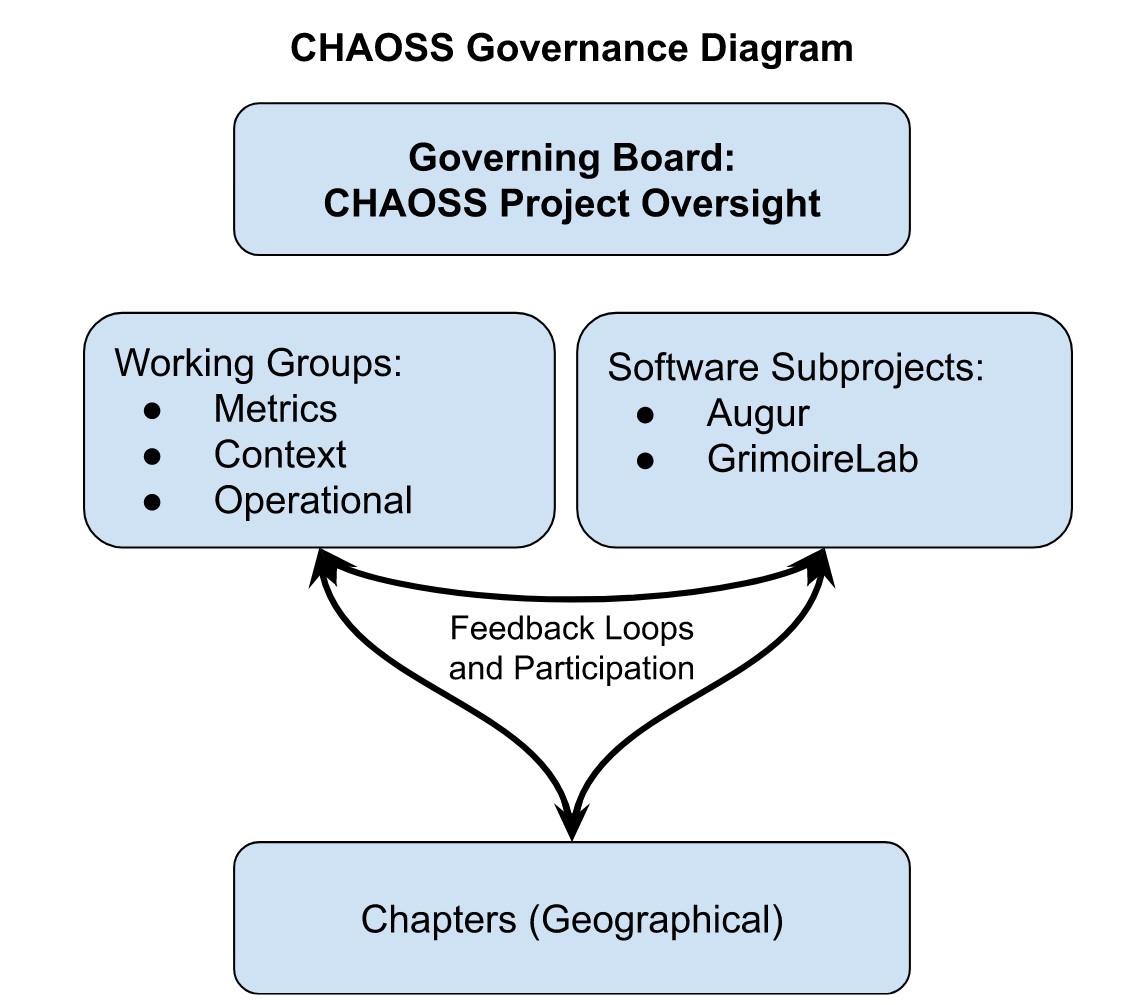 CHAOSS Governance Diagram
Governing Board:
CHAOSS Project Oversight
Working Groups:
● Metrics
● Context
● Operational
Software Subprojects:
● Augur
● GrimoireLab
Feedback Loops
and Participation
Chapters (Geographical)